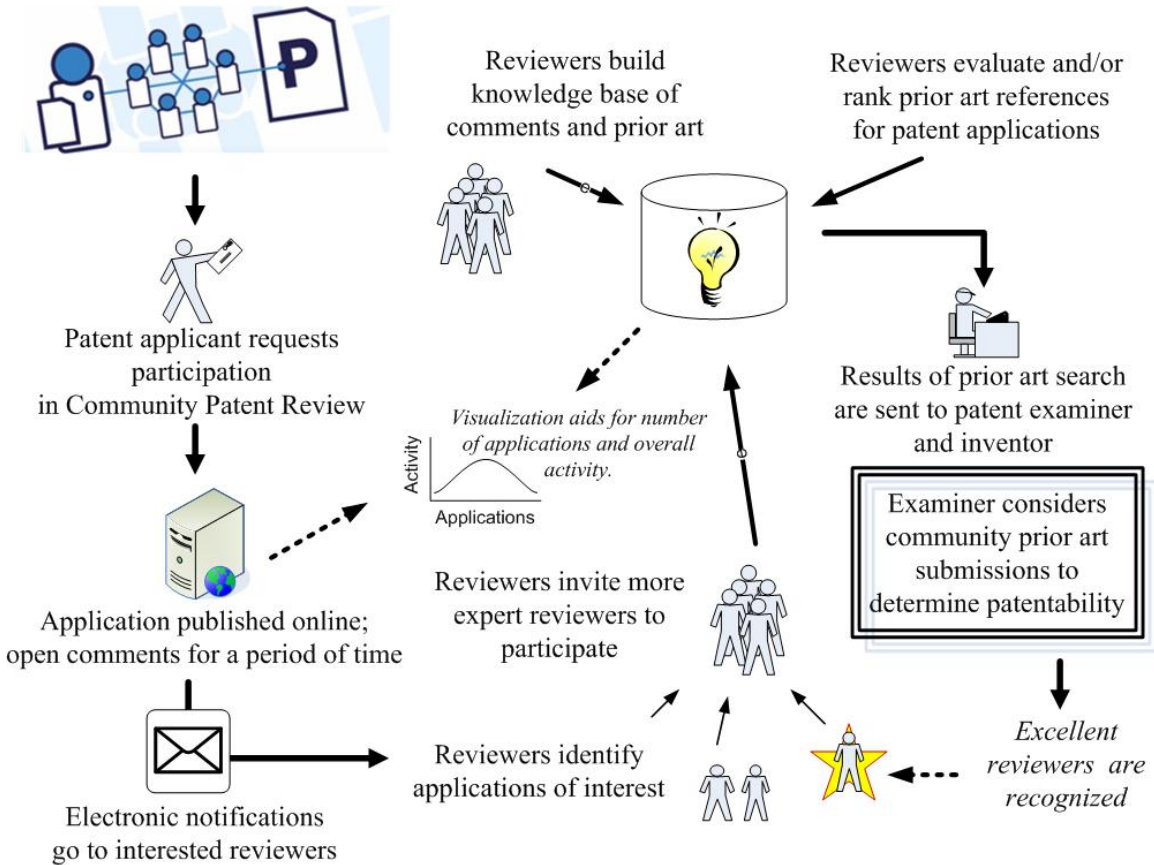 P
Patent applicant requests
participation
in Community Patent Review
Application published online;
open comments for a period of time
Electronic notifications
go to interested reviewers
Reviewers build
knowledge base of
comments and prior art
Reviewers evaluate and/or
rank prior art references
for patent applications
Visualization aids for number
of applications and overall
activity.
Activity
Applications
Reviewers invite more
expert reviewers to
participate
Reviewers identify
applications of interest
Results of prior art search
are sent to patent examiner
and inventor
Examiner considers
community prior art
submissions to
determine patentability
Excellent
reviewers are
recognized